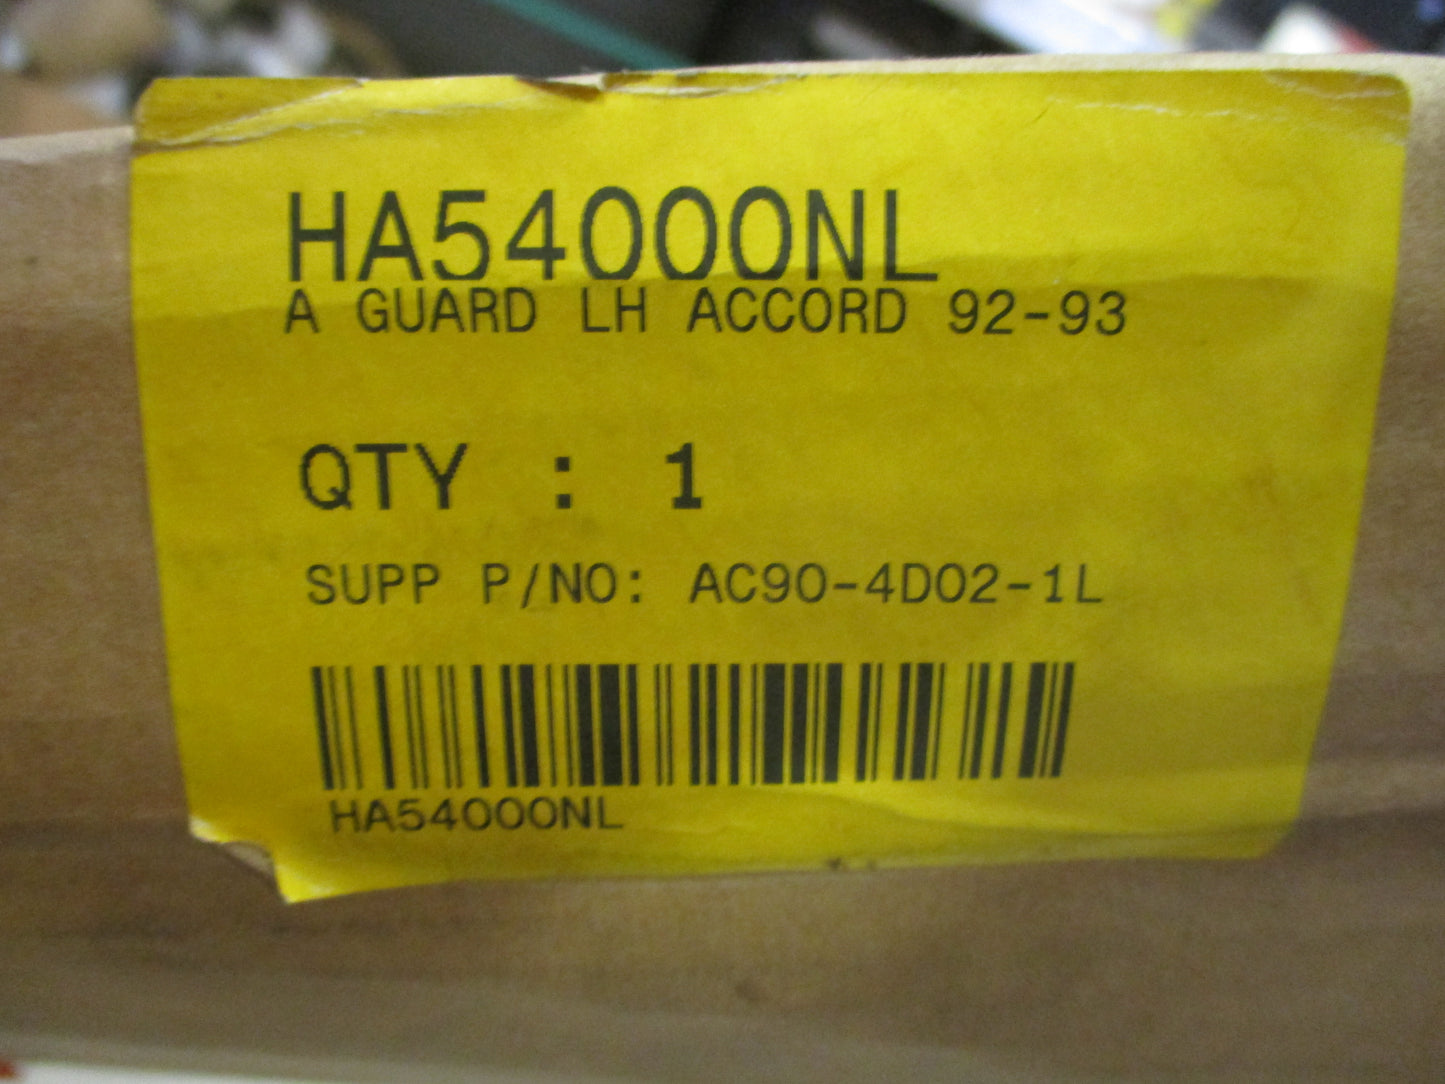 HA54000NL
A GUARD LH ACCORD 92-93
QTY : 1
SUPP P/NO: AC90-4D02-1L
HA54000NL